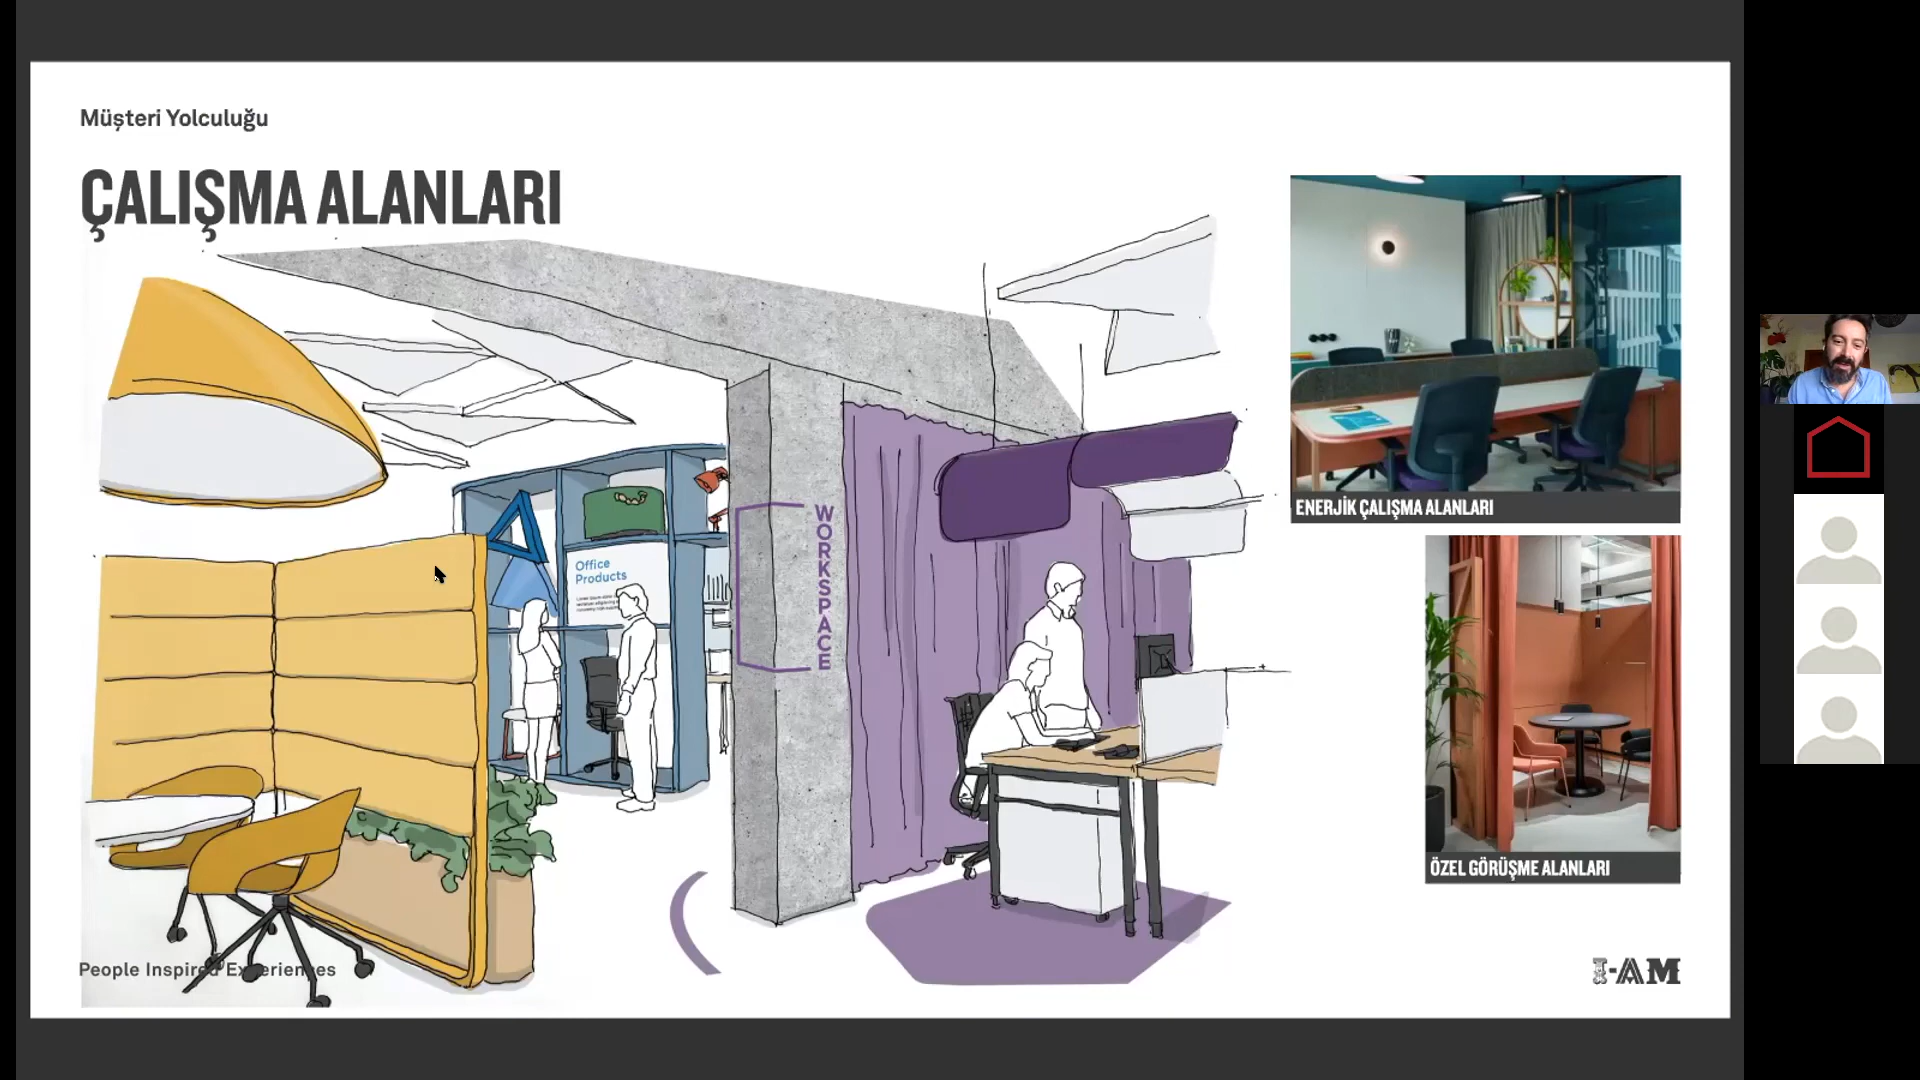 Müşteri Yolculuğu
ÇALIŞMA ALANLARI
Office
Products
WORKSPACE
ENERJİK ÇALIŞMA ALANLARI
ÖZEL GÖRÜŞME ALANLARI
People Inspired Experiences
I-AM